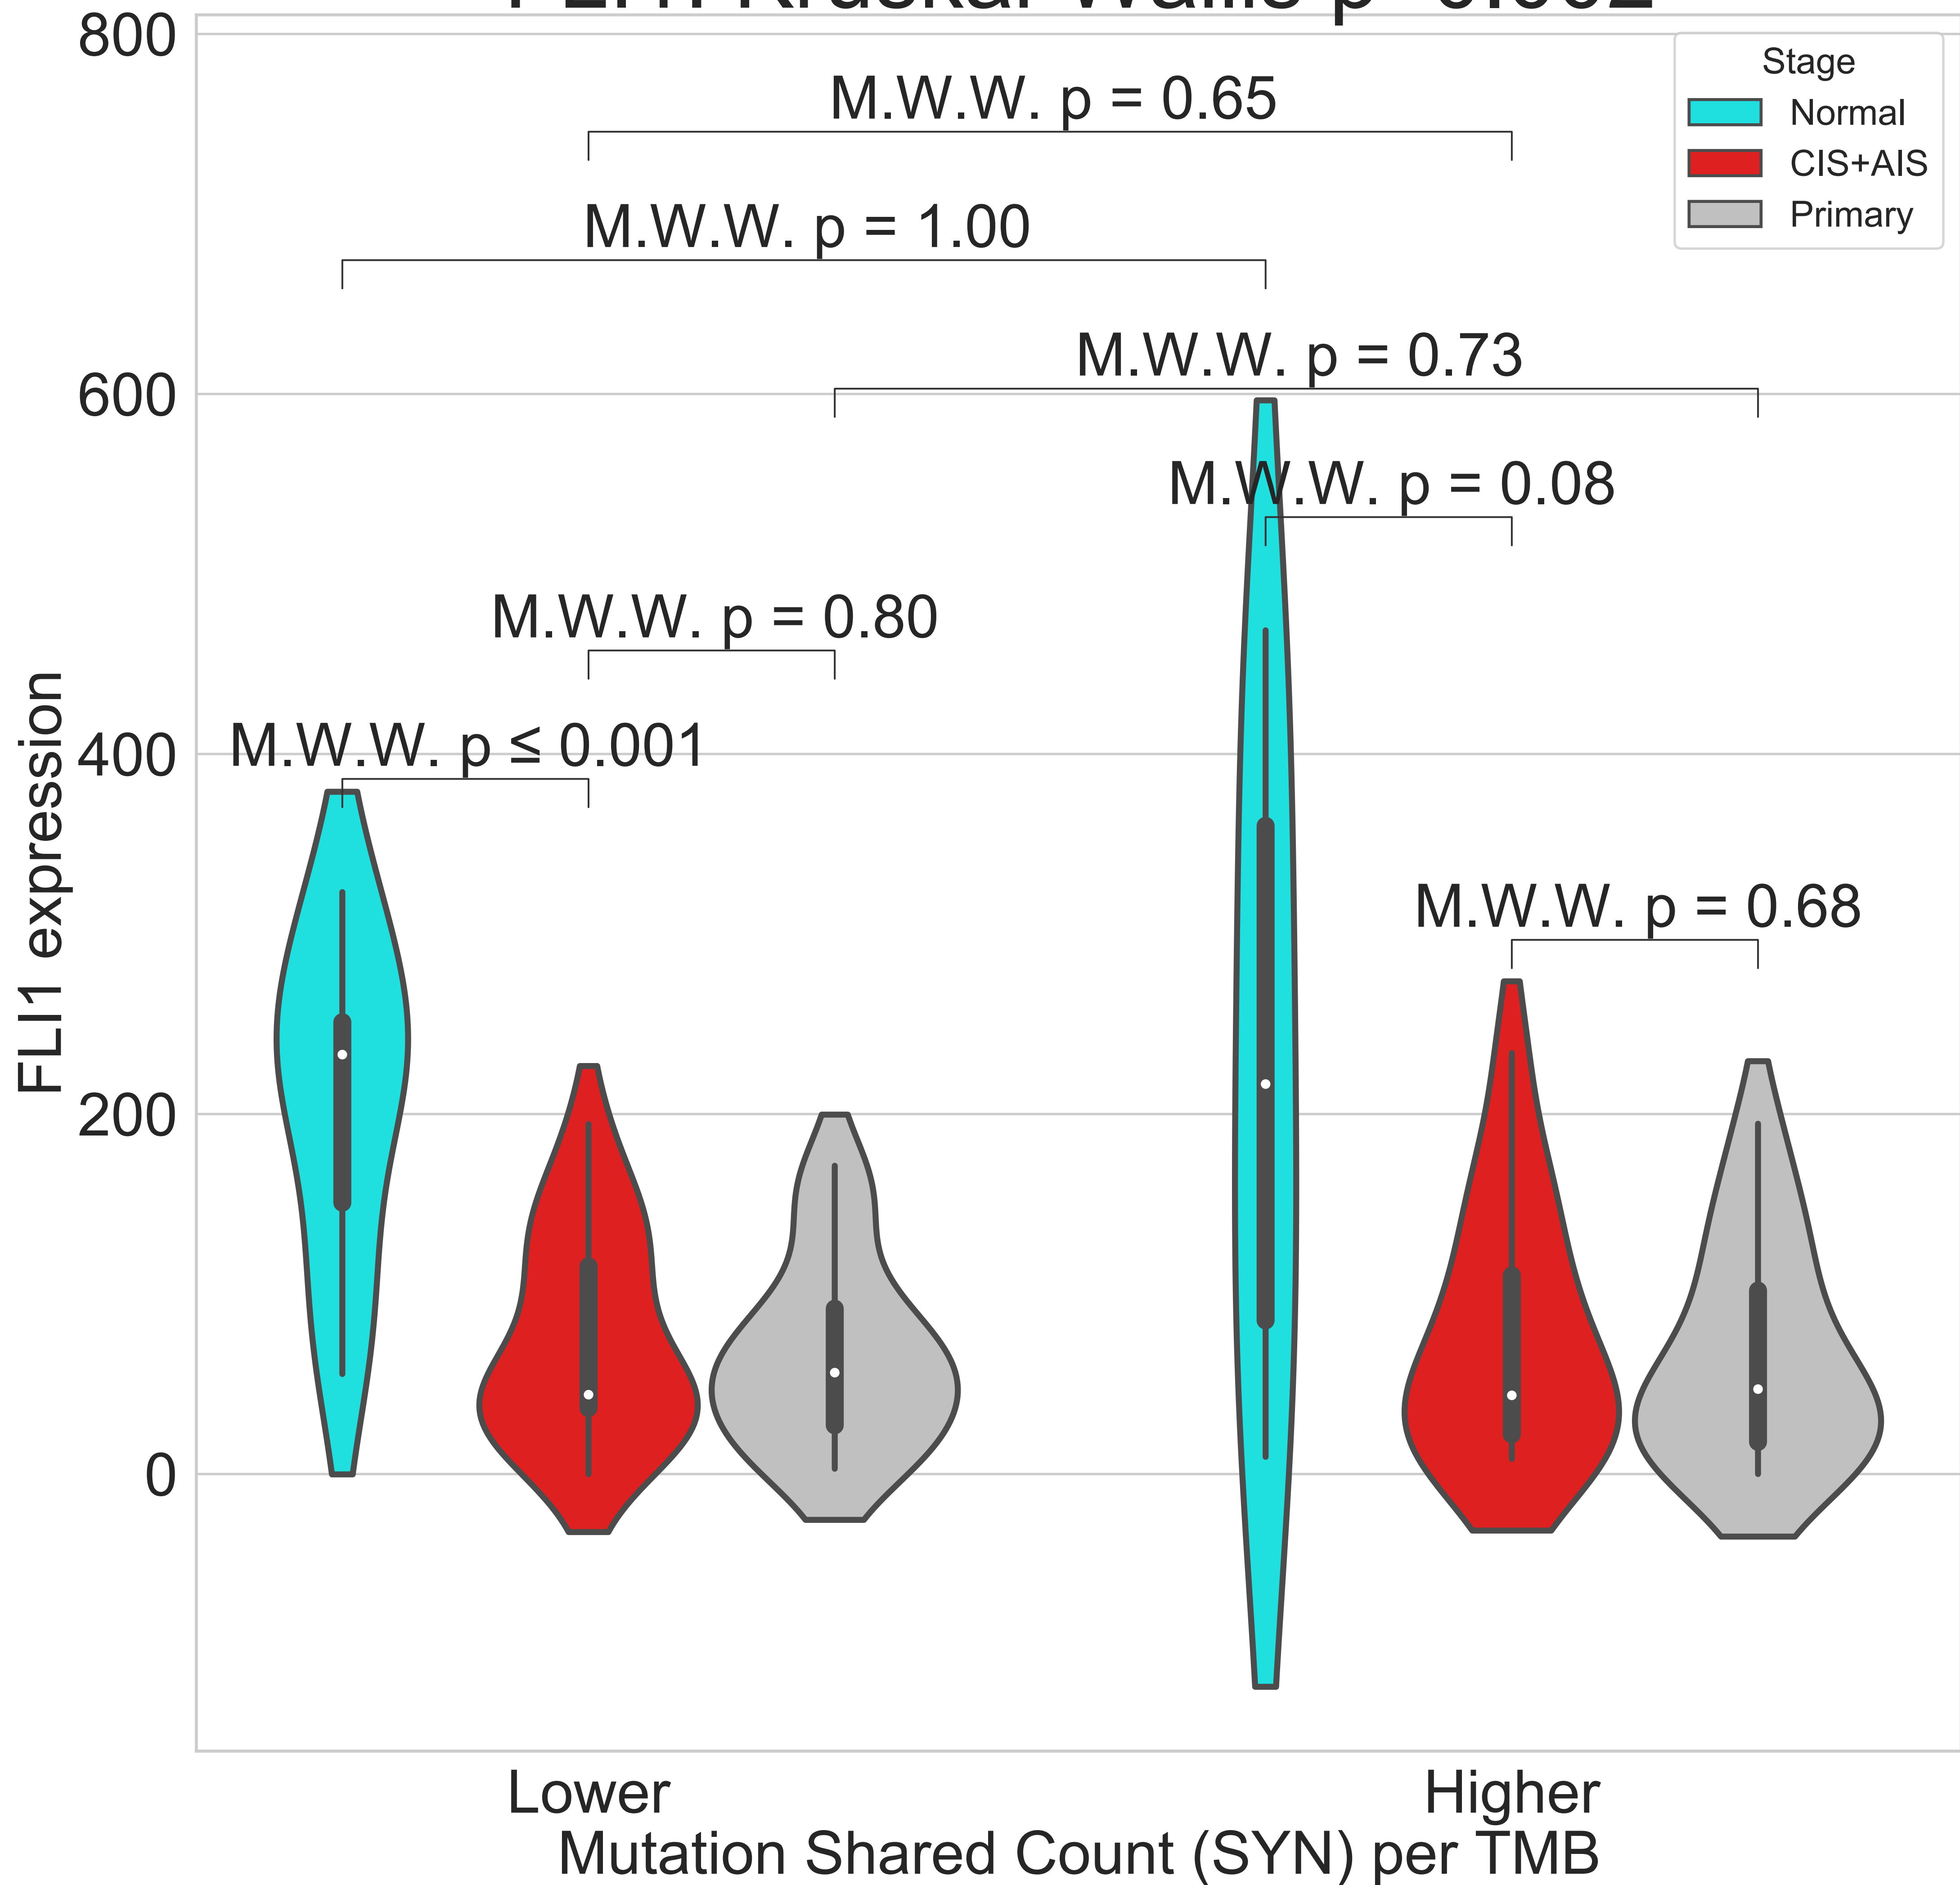 800
Stage
Normal
CIS+AIS
Primary
M.W.W. p = 0.65
M.W.W. p = 1.00
M.W.W. p = 0.73
600
M.W.W. p = 0.08
M.W.W. p = 0.80
M.W.W. p ≤ 0.001
400
M.W.W. p = 0.68
FLI1 expression
200
0
Lower
Higher
Mutation Shared Count (SYN) per TMB